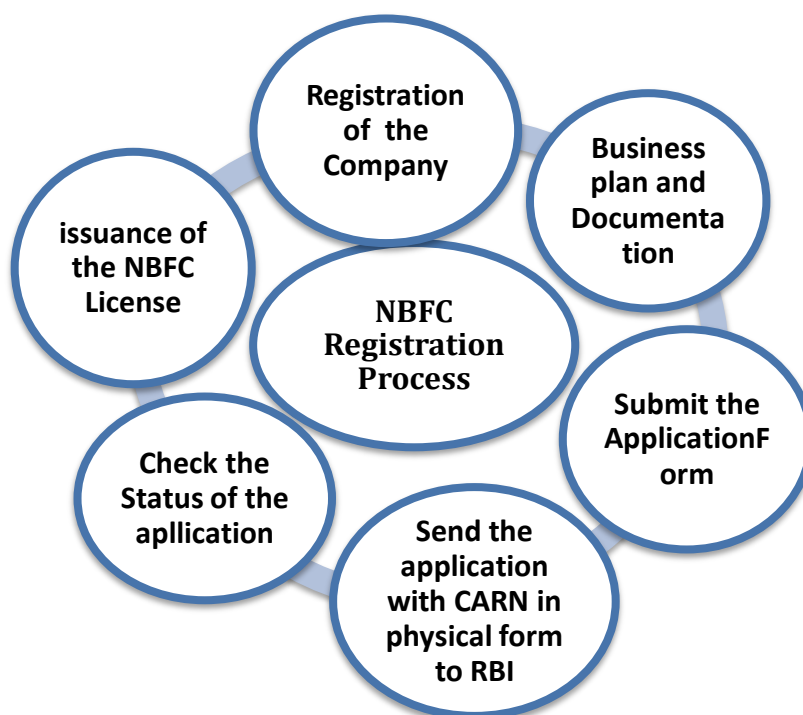 Registration
of the
Company
Business
plan and
Documenta
tion
Submit the
ApplicationF
orm
Send the
application
with CARN in
physical form
to RBI
Check the
Status of the
apllication
issuance of
the NBFC
License
NBFC
Registration
Process